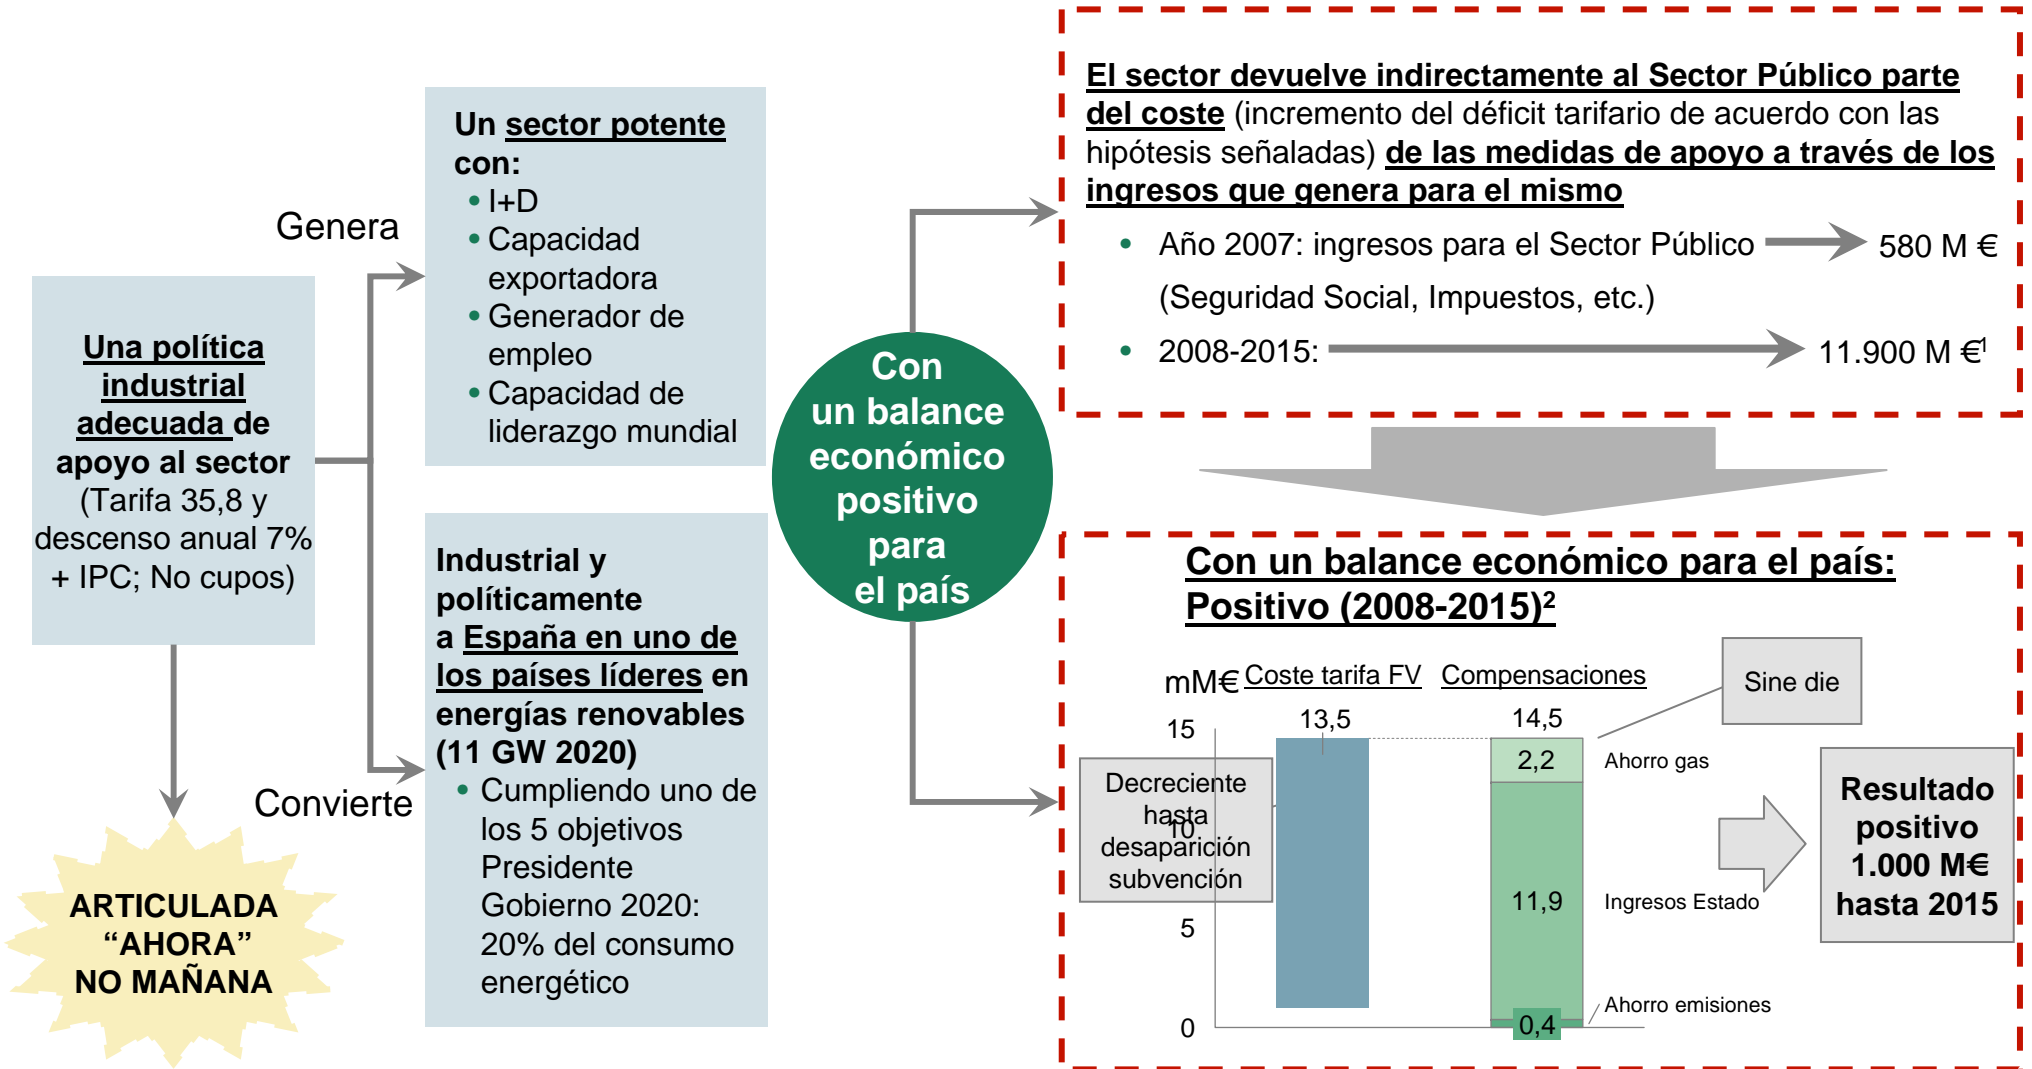 Una política
industrial
adecuada de
apoyo al sector
(Tarifa 35,8 y
descenso anual 7%
+ IPC; No cupos)
ARTICULADA
“AHORA”
NO MAÑANA
Genera
Un sector potente
con:
• I+D
• Capacidad
exportadora
• Generador de
empleo
• Capacidad de
liderazgo mundial
Convierte
Industrial y
políticamente
a España en uno de
los países líderes en
energías renovables
(11 GW 2020)
• Cumpliendo uno de
los 5 objetivos
Presidente
Gobierno 2020:
20% del consumo
energético
Con
un balance
económico
positivo
para
el país
El sector devuelve indirectamente al Sector Público parte
del coste (incremento del déficit tarifario de acuerdo con las
hipótesis señaladas) de las medidas de apoyo a través de los
ingresos que genera para el mismo
• Año 2007: ingresos para el Sector Público 580 M €
(Seguridad Social, Impuestos, etc.)
• 2008-2015: 11.900 M €¹
Con un balance económico para el país:
Positivo (2008-2015)²
mM€ Coste tarifa FV Compensaciones
Sine die
15
10
5
0
13,5
14,5
2,2
11,9
0,4
Ahorro gas
Ingresos Estado
Ahorro emisiones
Decreciente
hasta
desaparición
subvención
Resultado
positivo
1.000 M€
hasta 2015